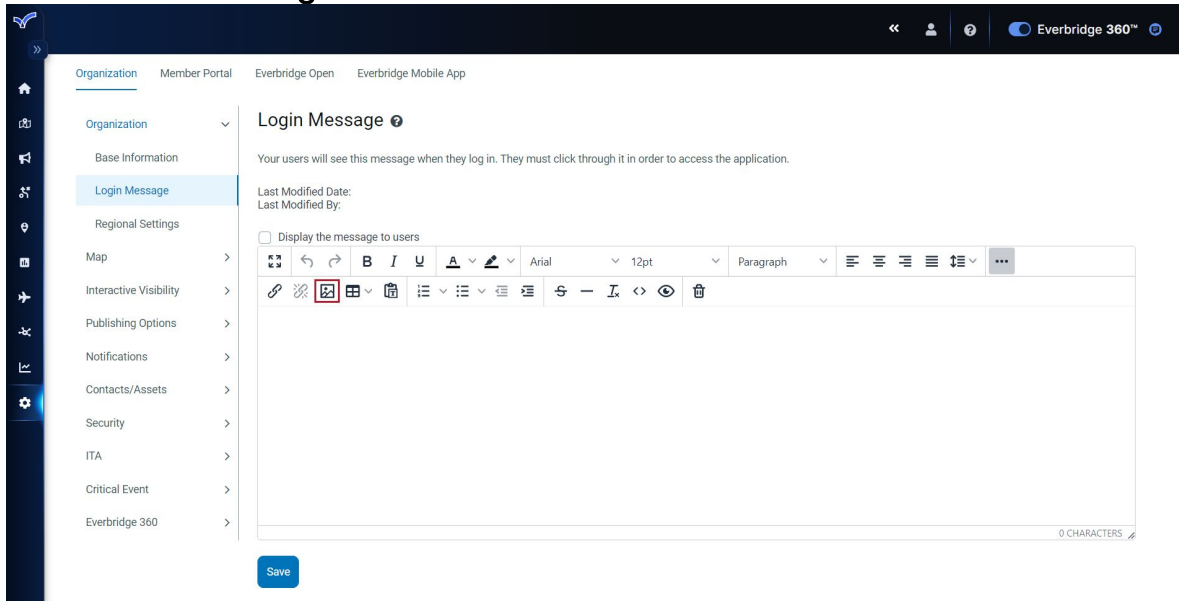 Everbridge 360™
Organization Member Portal Everbridge Open Everbridge Mobile App
Organization
Base Information
Login Message
Regional Settings
Map
Interactive Visibility
Publishing Options
Notifications
Contacts/Assets
Security
ITA
Critical Event
Everbridge 360
Login Message
Your users will see this message when they log in. They must click through it in order to access the application.
Last Modified Date:
Last Modified By:
Display the message to users
B I U A Arial 12pt Paragraph
0 CHARACTERS
Save